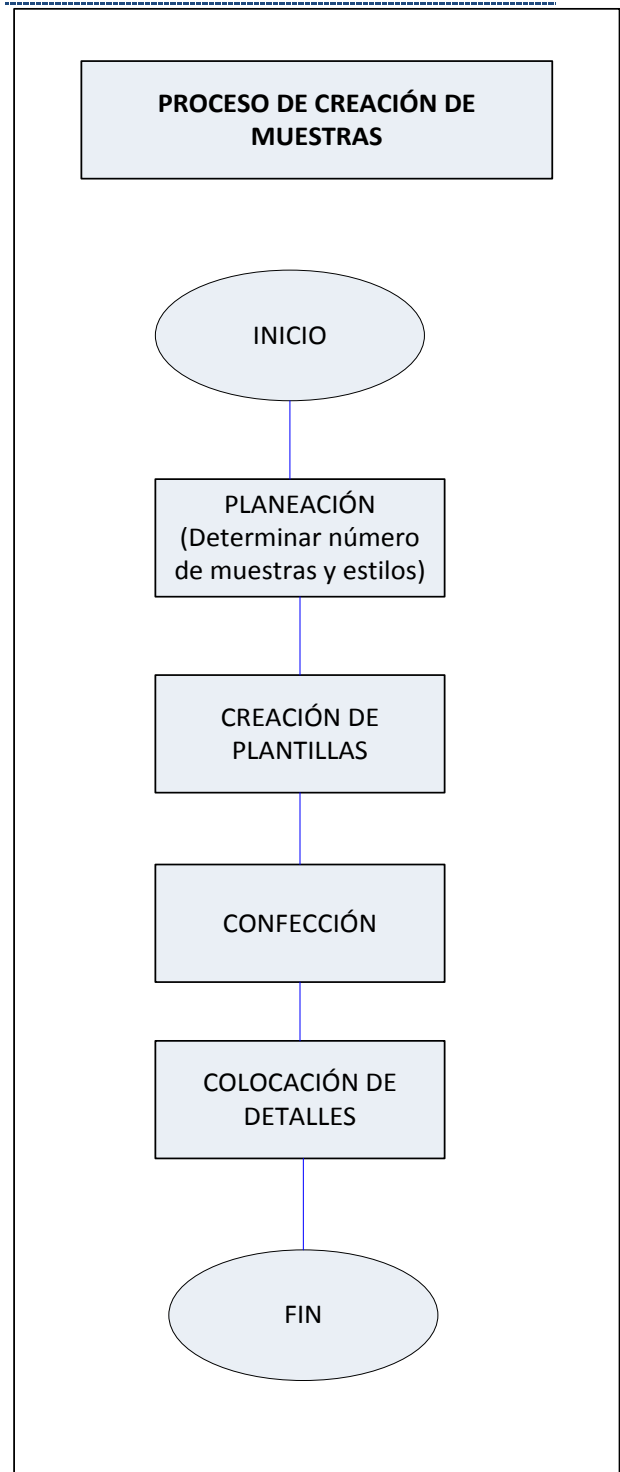 PROCESO DE CREACIÓN DE
MUESTRAS
INICIO
PLANEACIÓN
(Determinar número
de muestras y estilos)
CREACIÓN DE
PLANTILLAS
CONFECCIÓN
COLOCACIÓN DE
DETALLES
FIN